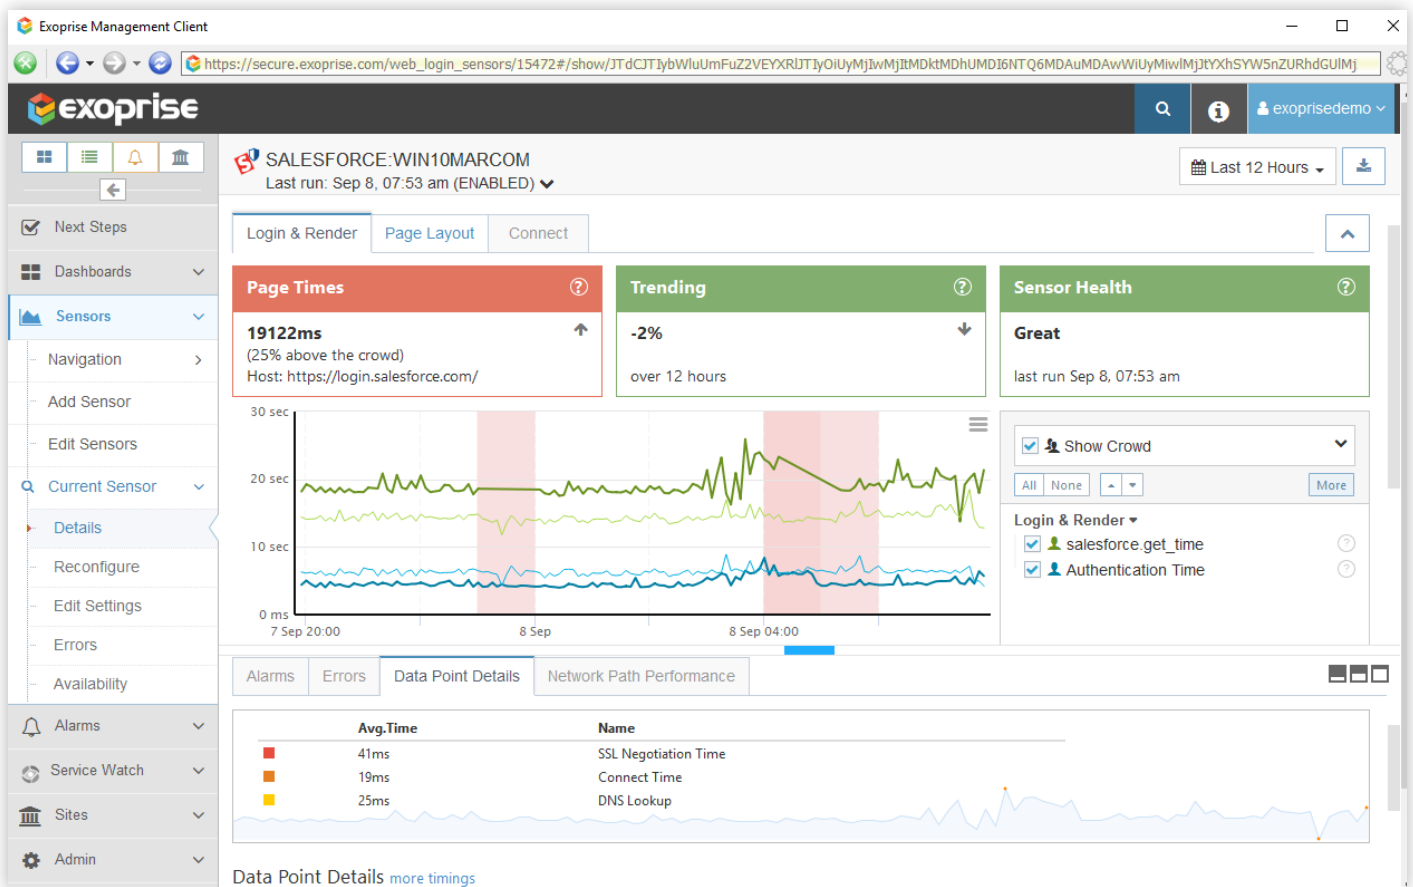 Exoprise Management Client
https://secure.exoprise.com/web_login_sensors/15472#/show/JTdCJTIybWluUmFuZ2VEYXRlJTIyOiUyMjIwMjItMDktMDhUMDI6NTQ6MDAuMDAwWiUyMiwlMjJtYXhSYW5nZURhdGUlMj
exoprise
exoprisedemo
SALESFORCE:WIN10MARCOM
Last run: Sep 8, 07:53 am (ENABLED)
Last 12 Hours
Next Steps
Dashboards
Sensors
Navigation
Add Sensor
Edit Sensors
Current Sensor
Details
Reconfigure
Edit Settings
Errors
Availability
Alarms
Service Watch
Sites
Admin
Login & Render
Page Layout
Connect
Page Times
19122ms
(25% above the crowd)
Host: https://login.salesforce.com/
Trending
-2%
over 12 hours
Sensor Health
Great
last run Sep 8, 07:53 am
30 sec
20 sec
10 sec
0 ms
7 Sep 20:00
8 Sep
8 Sep 04:00
Show Crowd
All
None
More
Login & Render
salesforce.get_time
Authentication Time
Alarms
Errors
Data Point Details
Network Path Performance
Avg.Time
Name
41ms
SSL Negotiation Time
19ms
Connect Time
25ms
DNS Lookup
Data Point Details more timings